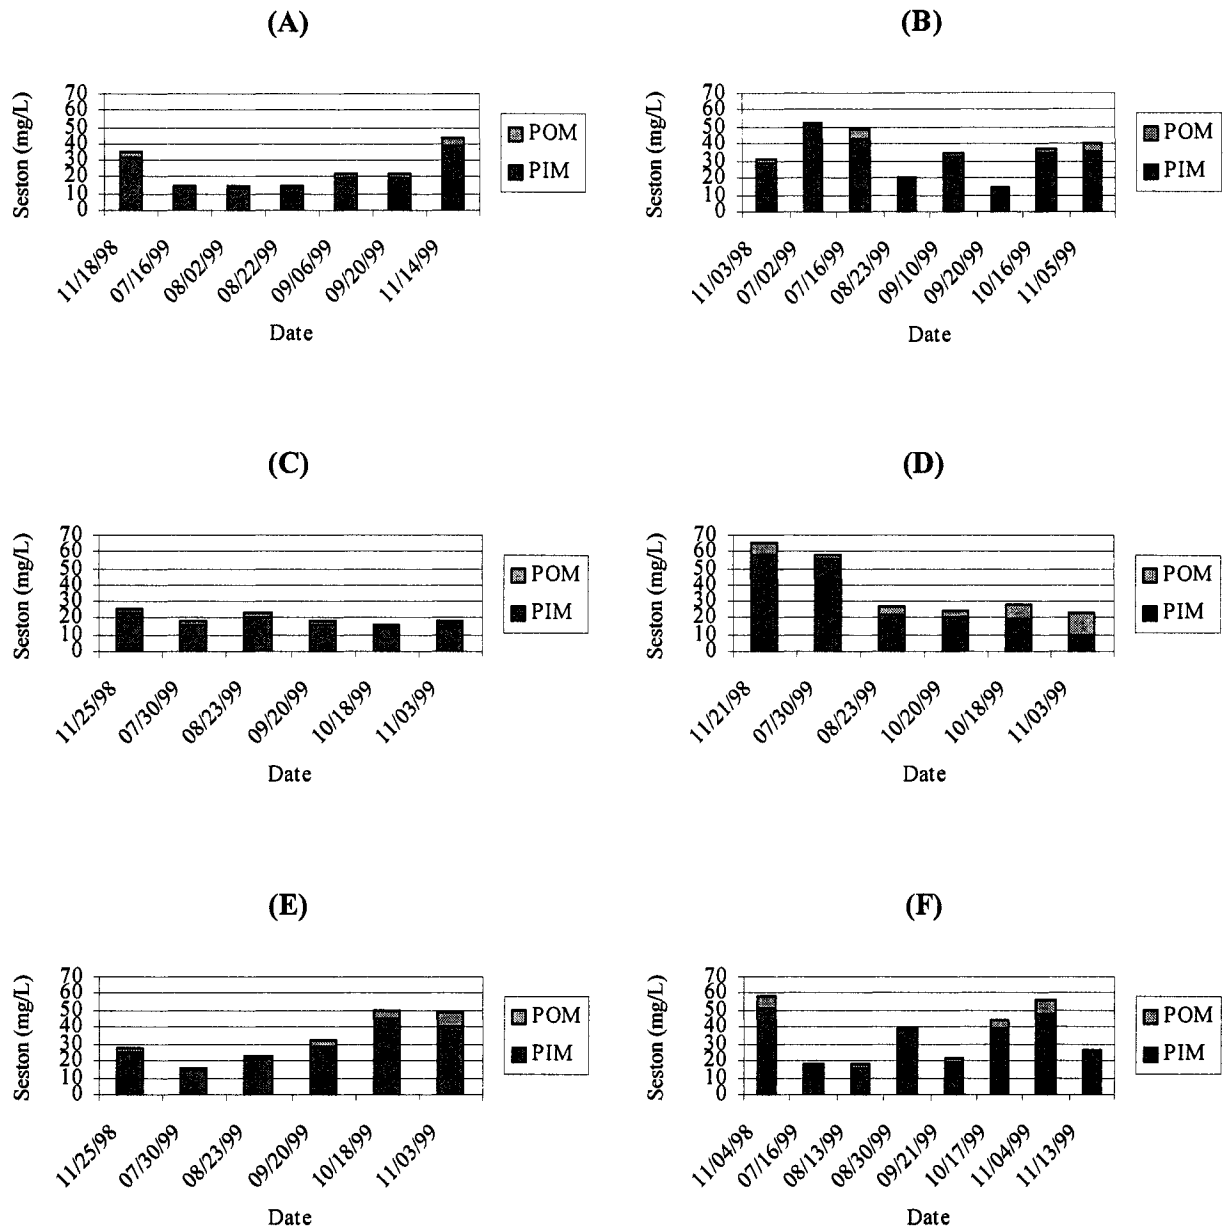 (A)
Seston (mg/L)
70
60
50
40
30
20
10
0
11/18/98
07/16/99
08/02/99
08/22/99
09/06/99
09/20/99
11/14/99
Date
POM
PIM
(B)
Seston (mg/L)
70
60
50
40
30
20
10
0
11/03/98
07/02/99
07/16/99
08/23/99
09/10/99
09/20/99
10/16/99
11/05/99
Date
POM
PIM
(C)
Seston (mg/L)
70
60
50
40
30
20
10
0
11/25/98
07/30/99
08/23/99
09/20/99
10/18/99
11/03/99
Date
POM
PIM
(D)
Seston (mg/L)
70
60
50
40
30
20
10
0
11/21/98
07/30/99
08/23/99
10/20/99
10/18/99
11/03/99
Date
POM
PIM
(E)
Seston (mg/L)
70
60
50
40
30
20
10
0
11/25/98
07/30/99
08/23/99
09/20/99
10/18/99
11/03/99
Date
POM
PIM
(F)
Seston (mg/L)
70
60
50
40
30
20
10
0
11/04/98
07/16/99
08/13/99
08/30/99
09/21/99
10/17/99
11/04/99
11/13/99
Date
POM
PIM